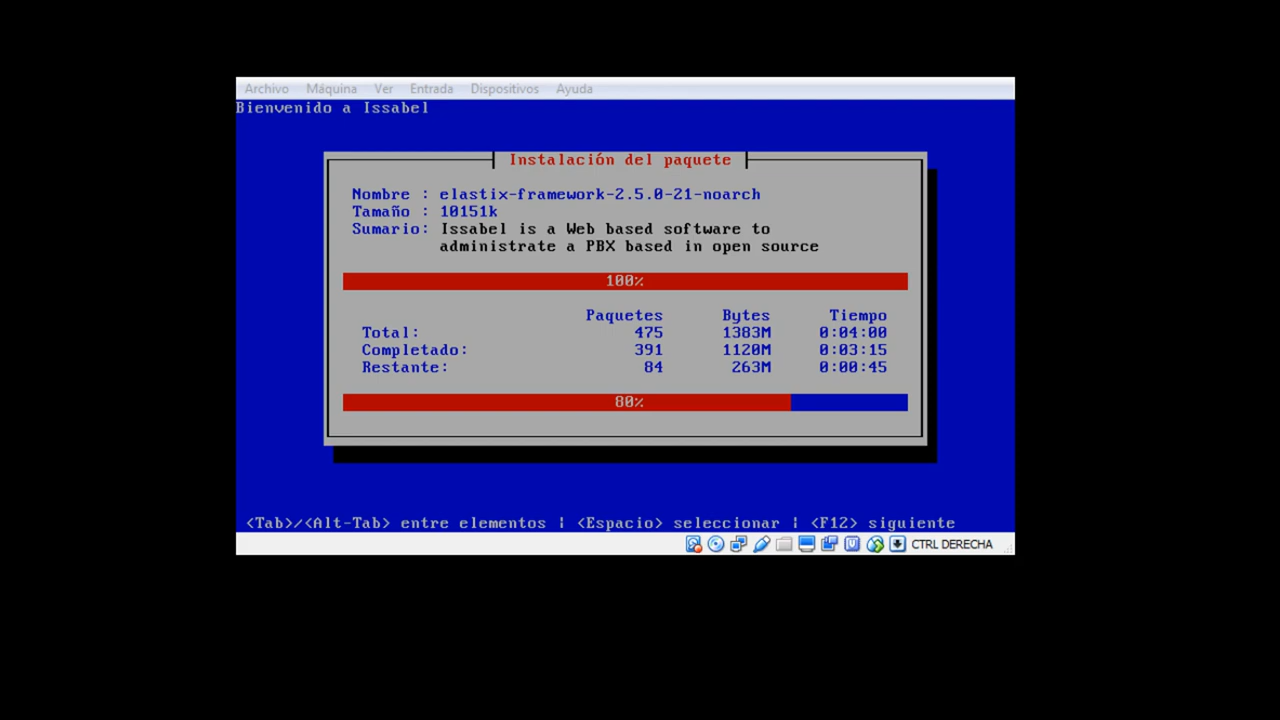 Archivo Máquina Ver Entrada Dispositivos Ayuda
Bienvenido a Issabel
Instalación del paquete
Nombre : elastix-framework-2.5.0-21-noarch
Tamaño : 10151k
Sumario: Issabel is a Web based software to
administrate a PBX based in open source
100%
Paquetes Bytes Tiempo
Total: 475 1383M 0:04:00
Completado: 391 1120M 0:03:15
Restante: 84 263M 0:00:45
80%
<Tab>/<Alt-Tab> entre elementos | <Espacio> seleccionar | <F12> siguiente
CTRL DERECHA